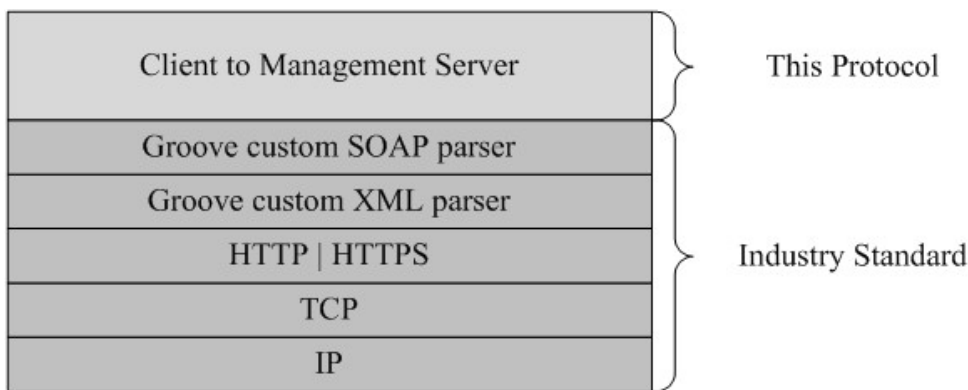 Client to Management Server
This Protocol
Groove custom SOAP parser
Groove custom XML parser
HTTP | HTTPS
Industry Standard
TCP
IP